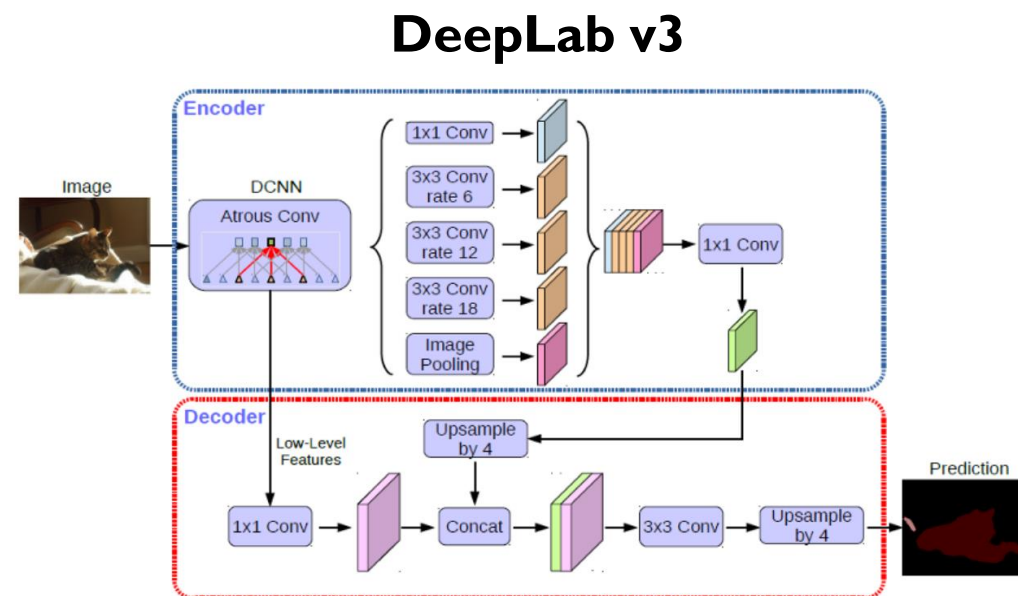 DeepLab v3
Encoder
Image
DCNN
Atrous Conv
1x1 Conv
3x3 Conv
rate 6
3x3 Conv
rate 12
3x3 Conv
rate 18
Image
Pooling
1x1 Conv
Decoder
Low-Level
Features
Upsample
by 4
1x1 Conv
Concat
3x3 Conv
Upsample
by 4
Prediction